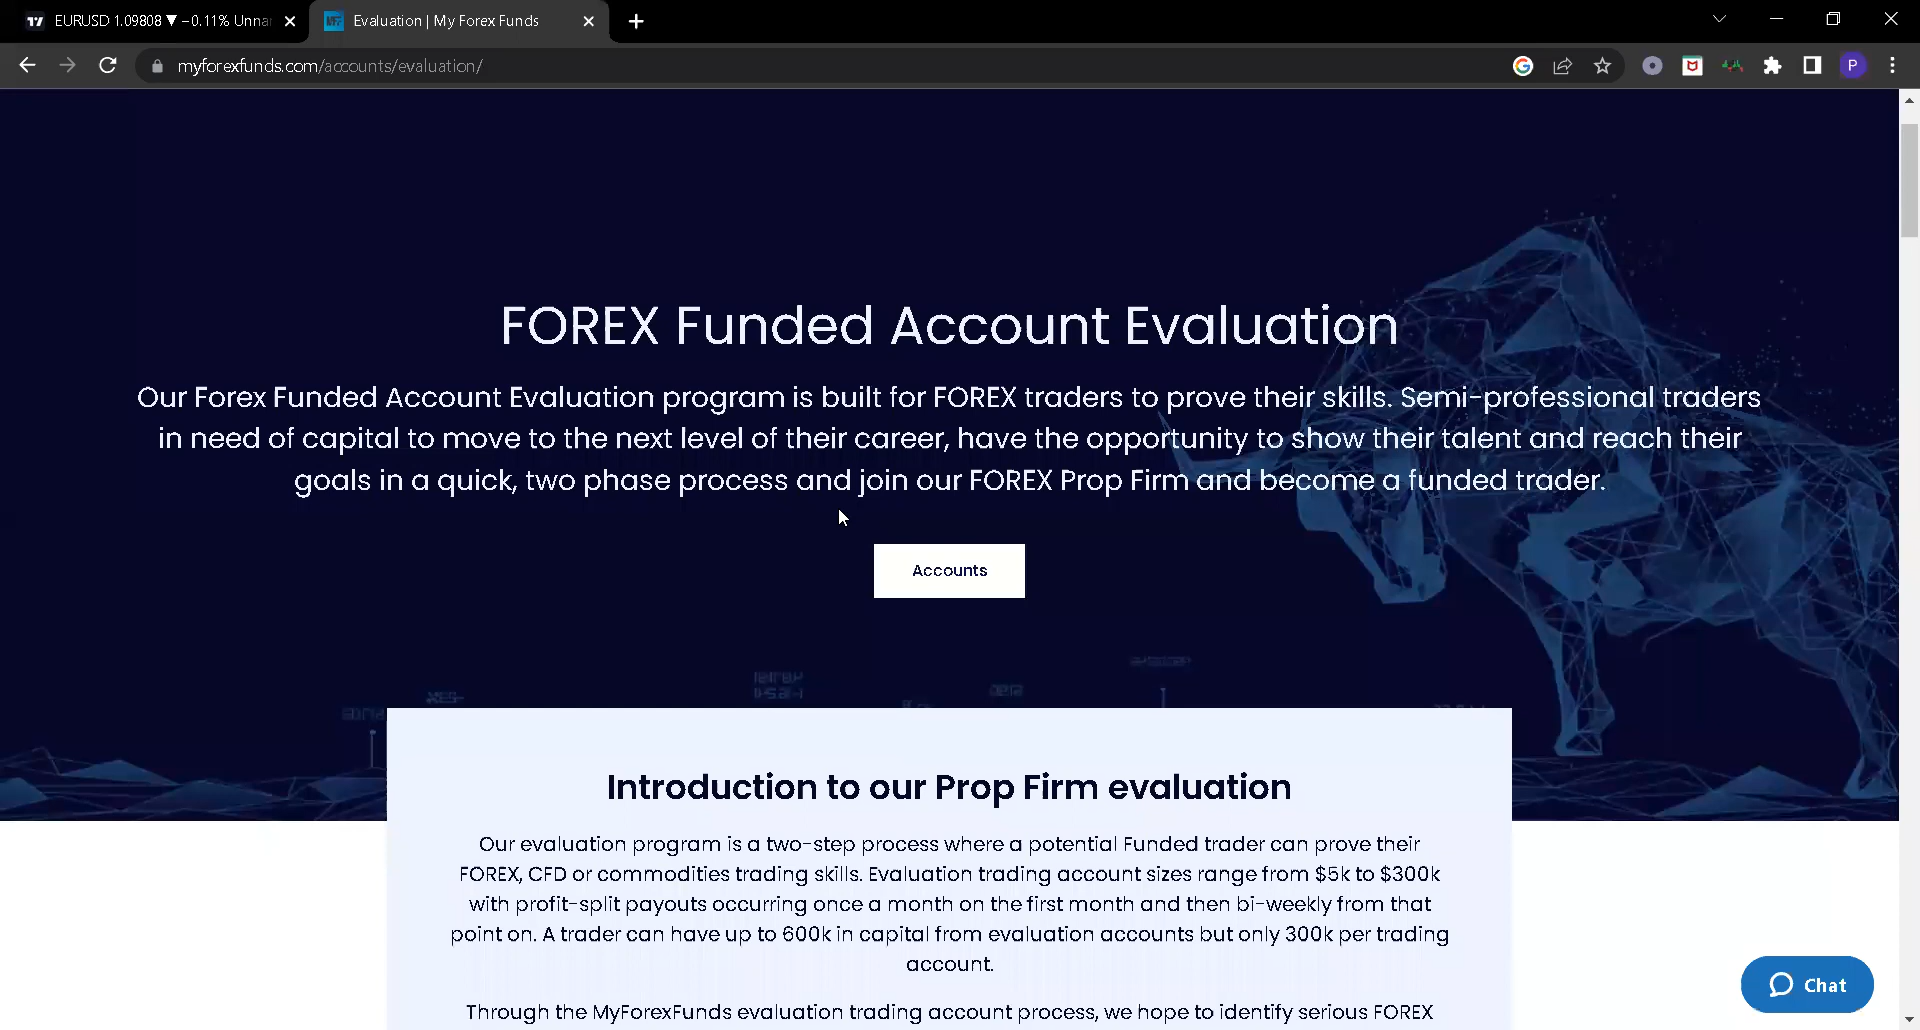 EURUSD 1.09808 ▼ −0.11% Unna
Evaluation | My Forex Funds
myforexfunds.com/accounts/evaluation/
P
FOREX Funded Account Evaluation
Our Forex Funded Account Evaluation program is built for FOREX traders to prove their skills. Semi-professional traders
in need of capital to move to the next level of their career, have the opportunity to show their talent and reach their
goals in a quick, two phase process and join our FOREX Prop Firm and become a funded trader.
Accounts
Introduction to our Prop Firm evaluation
Our evaluation program is a two-step process where a potential Funded trader can prove their
FOREX, CFD or commodities trading skills. Evaluation trading account sizes range from $5k to $300k
with profit-split payouts occurring once a month on the first month and then bi-weekly from that
point on. A trader can have up to 600k in capital from evaluation accounts but only 300k per trading
account.
Through the MyForexFunds evaluation trading account process, we hope to identify serious FOREX
Chat